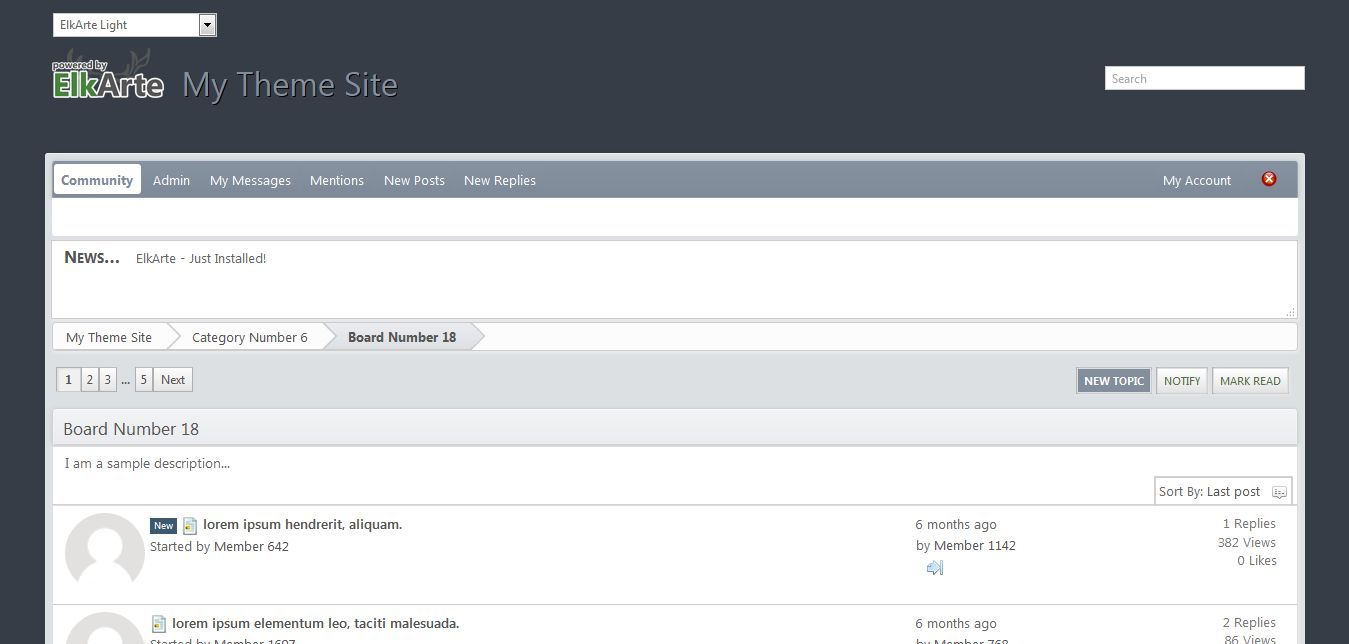 ElkArte Light
powered by
ElkArte
My Theme Site
Search
Community Admin My Messages Mentions New Posts New Replies My Account
News... ElkArte - Just Installed!
My Theme Site Category Number 6 Board Number 18
1 2 3 ... 5 Next NEW TOPIC NOTIFY MARK READ
Board Number 18
I am a sample description...
Sort By: Last post
New lorem ipsum hendrerit, aliquam. 6 months ago 1 Replies
Started by Member 642 by Member 1142 382 Views
0 Likes
lorem ipsum elementum leo, taciti malesuada. 6 months ago 2 Replies
Started by Member 1697 by Member 768 86 Views